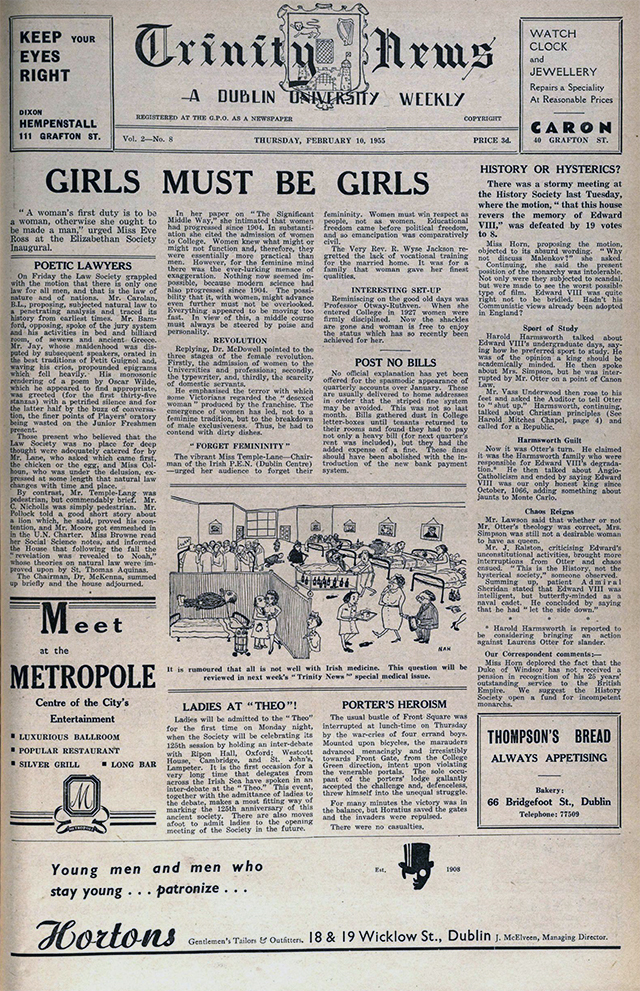 KEEP YOUR
EYES
RIGHT
DIXON
HEMPENSTALL
111 GRAFTON ST.
Trinity News
A DUBLIN UNIVERSITY WEEKLY
REGISTERED AT THE G.P.O. AS A NEWSPAPER
COPYRIGHT
Vol. 2—No. 8
THURSDAY, FEBRUARY 10, 1955
PRICE 3d.
WATCH
CLOCK
and
JEWELLERY
Repairs a Speciality
At Reasonable Prices
CARON
40 GRAFTON ST.
GIRLS MUST BE GIRLS
"A woman's first duty is to be
a woman, otherwise she ought to
be made a man," urged Miss Eve
Ross at the Elizabethan Society
Inaugural.
POETIC LAWYERS
On Friday the Law Society grappled
with the motion that there is only one
law for all men, and that is the law of
nature and of nations. Mr. Carolan,
B.L., proposing, subjected natural law to
a penetrating analysis and traced its
history from earliest times. Mr. Bam-
ford, opposing, spoke of the jury system
and his activities in bed and billiard
room, of sewers and ancient Greece.
Mr. Jay, whose maidenhood was dis-
puted by subsequent speakers, orated in
the best traditions of Petit Guignol and,
waving his crion, propounded epigrams
which fell heavily. His monotonic
rendering of a poem by Oscar Wilde,
which he appeared to find appropriate,
was greeted (for the first thirty-five
stanzas) with a petrified silence and for
the latter half by the buzz of conversa-
tion, the finer points of Players' oratory
being wasted on the Junior Freshmen
present.
Those present who believed that the
Law Society was no place for deep
thought were adequately catered for by
Mr. Lane, who asked which came first,
the chicken or the egg, and Miss Col-
houn, who was under the delusion, ex-
pressed at some length that natural law
changes with time and place.
By contrast, Mr. Temple-Lang was
pedestrian, but commendably brief. Mr.
C. Nicholls was simply pedestrian. Mr.
Pollock told a good short story about
a lion which, he said, proved his con-
tention, and Mr. Moore got enmeshed in
in the U.N. Charter. Miss Browne read
her Social Science notes, and informed
the House that following the fall the
"revelation was revealed to Noah,"
whose theories on natural law were im-
proved upon by St. Thomas Aquinas.
The Chairman, Dr. McKenna, summed
up briefly and the house adjourned.
Meet
at the
METROPOLE
Centre of the City's
Entertainment
LUXURIOUS BALLROOM
POPULAR RESTAURANT
SILVER GRILL LONG BAR
M
In her paper on "The Significant
Middle Way," she intimated that women
had progressed since 1904. In substanti-
ation she cited the admission of women
to College. Women knew what might or
might not function and, therefore, they
were essentially more practical than
men. However, for the feminine mind
there was the ever-lurking menace of
exaggeration. Nothing now seemed im-
possible, because modern science had
also progressed since 1904. The possi-
bility that it, with women, might advance
even further must not be overlooked.
Everything appeared to be moving too
fast. In view of this, a middle course
must always be steered by poise and
personality.
REVOLUTION
Replying, Dr. McDowell pointed to the
three stages of the female revolution.
Firstly, the admission of women to the
Universities and professions; secondly,
the typewriter, and, thirdly, the scarcity
of domestic servants.
He emphasised the terror with which
some Victorians regarded the "desexed
woman" produced by the franchise. The
emergence of women has led, not to a
feminine tradition, but to the breakdown
of male exclusiveness. Thus, he had to
contend with dirty dishes.
"FORGET FEMININITY"
The vibrant Miss Temple-Lane—Chair-
man of the Irish P.E.N. (Dublin Centre)
—urged her audience to forget their
femininity. Women must win respect as
people, not as women. Educational
freedom came before political freedom,
and so emancipation was comparatively
civil.
The Very Rev. R. Wyse Jackson re-
gretted the lack of vocational training
for the married home. It was for a
family that woman gave her finest
qualities.
INTERESTING SET-UP
Reminiscing on the good old days was
Professor Otway-Ruthven. When she
entered College in 1927 women were
firmly disciplined. Now the shackles
are gone and woman is free to enjoy
the status which has so recently been
achieved for her.
POST NO BILLS
No official explanation has yet been
offered for the spasmodic appearance of
quarterly accounts over January. These
are usually delivered to home addresses
in order that the striped fine system
may be avoided. This was not so last
month. Bills gathered dust in College
letter-boxes until tenants returned to
their rooms and found they had to pay
not only a heavy bill (for next quarter's
rent was included), but they had the
added expense of a fine. These fines
should have been abolished with the in-
troduction of the new bank payment
system.
It is rumoured that all is not well with Irish medicine. This question will be
reviewed in next week's "Trinity News" special medical issue.
LADIES AT "THEO"!
Ladies will be admitted to the "Theo"
for the first time on Monday night,
when the Society will be celebrating its
125th session by holding an inter-debate
with Ripon Hall, Oxford; Westcott
House, Cambridge, and St. John's,
Lampeter. It is the first occasion for a
very long time that delegates from
across the Irish Sea have spoken in an
inter-debate at the "Theo." This event,
together with the admittance of ladies to
the debate, makes a most fitting way of
marking the 125th anniversary of this
ancient society. There are also moves
afoot to admit ladies to the opening
meeting of the Society in the future.
PORTER'S HEROISM
The usual bustle of Front Square was
interrupted at lunch-time on Thursday
by the war-cries of four errand boys.
Mounted upon bicycles, the marauders
advanced menacingly and irresistibly
towards Front Gate, from the College
Green direction, intent upon violating
the venerable portals. The sole occu-
pant of the porters' lodge gallantly
accepted the challenge and, defenceless,
threw himself into the unequal struggle.
For many minutes the victory was in
the balance, but Horatius saved the gates
and the invaders were repulsed.
There were no casualties.
HISTORY OR HYSTERICS?
There was a stormy meeting at
the History Society last Tuesday,
where the motion, "that this house
reveres the memory of Edward
VIII," was defeated by 19 votes
to 8.
Miss Horn, proposing the motion,
objected to its absurd wording. "Why
not discuss Malenkov?" she asked.
Continuing, she said the present
position of the monarchy was intolerable.
Not only were they subjected to scandal,
but were made to see the worst possible
type of film. Edward VIII was quite
right not to be bridled. Hadn't his
Communistic views already been adopted
in England?
Sport of Study
Harold Harmsworth talked about
Edward VIII's undergraduate days, say-
ing how he preferred sport to study. He
was of the opinion a king should be
academically minded. He then spoke
about Mrs. Simpson, but he was inter-
rupted by Mr. Otter on a point of Canon
Law.
Mr. Vass Underwood then rose to his
feet and asked the Auditor to tell Otter
to "shut up." Harmsworth, continuing,
talked about Christian principles (See
Harold Mitches Chapel, page 4) and
called for a Republic.
Harmsworth Guilt
Now it was Otter's turn. He claimed
it was the Harmsworth family who were
responsible for Edward VIII's degrada-
tion. He then talked about Anglo-
Catholicism and ended by saying Edward
VIII was our only honest king since
October, 1066, adding something about
jaunts to Monte Carlo.
Chaos Reigns
Mr. Lawson said that whether or not
Mr. Otter's theology was correct, Mrs.
Simpson was still not a desirable woman
to have as queen.
Mr. J. Ralston, criticising Edward's
unconstitutional activities, brought more
interruptions from Otter and chaos
ensued. "This is the History, not the
hysterical society," someone observed.
Summing up, patient Admiral
Sheridan stated that Edward VIII was
intelligent, but butterfly-minded as a
naval cadet. He concluded by saying
that he had "let the side down."
* * *
* Harold Harmsworth is reported to
be considering bringing an action
against Laurens Otter for slander.
Our Correspondent comments:—
Miss Horn deplored the fact that the
Duke of Windsor has not received a
pension in recognition of his 25 years'
outstanding service to the British
Empire. We suggest the History
Society open a fund for incompetent
monarchs.
THOMPSON'S BREAD
ALWAYS APPETISING
Bakery:
66 Bridgefoot St., Dublin
Telephone: 77509
Young men and men who
stay young . . . patronize . . .
Est. 1908
Hortons
Gentlemen's Tailors & Outfitters. 18 & 19 Wicklow St., Dublin J. McElveen, Managing Director.